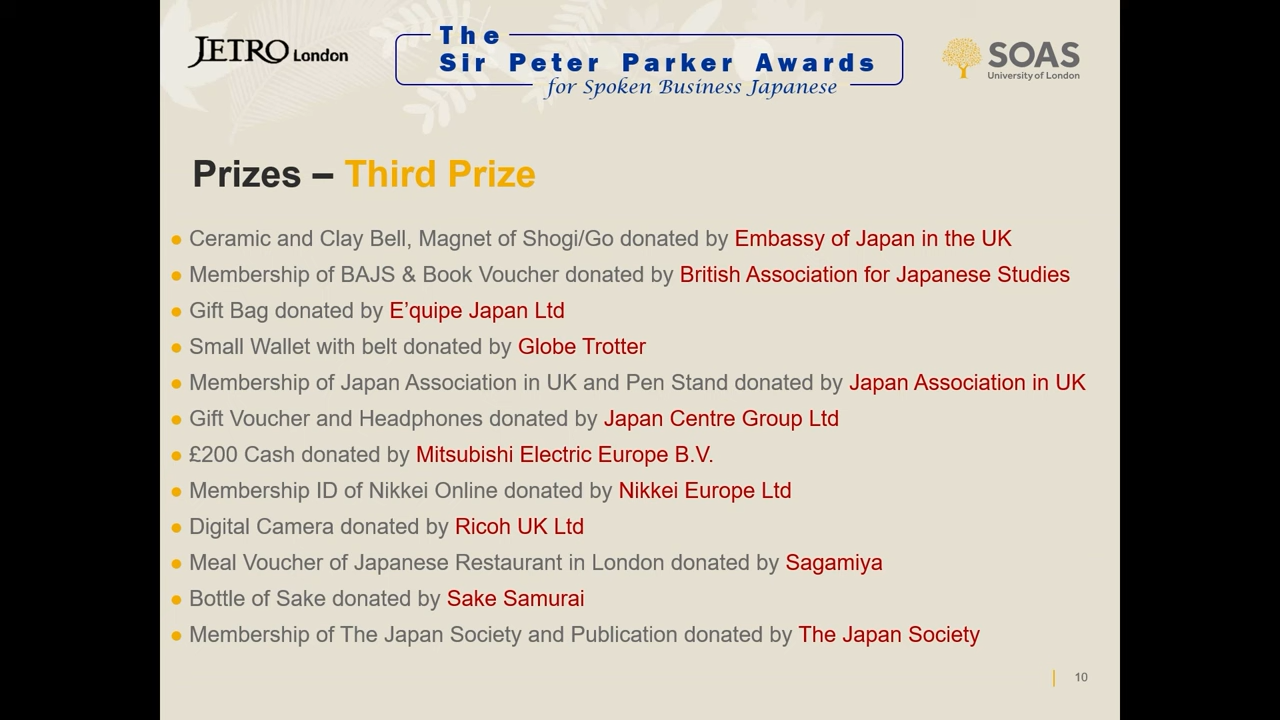 JETRO London
The
Sir Peter Parker Awards
for Spoken Business Japanese
SOAS
University of London
Prizes – Third Prize
Ceramic and Clay Bell, Magnet of Shogi/Go donated by Embassy of Japan in the UK
Membership of BAJS & Book Voucher donated by British Association for Japanese Studies
Gift Bag donated by E’quipe Japan Ltd
Small Wallet with belt donated by Globe Trotter
Membership of Japan Association in UK and Pen Stand donated by Japan Association in UK
Gift Voucher and Headphones donated by Japan Centre Group Ltd
£200 Cash donated by Mitsubishi Electric Europe B.V.
Membership ID of Nikkei Online donated by Nikkei Europe Ltd
Digital Camera donated by Ricoh UK Ltd
Meal Voucher of Japanese Restaurant in London donated by Sagamiya
Bottle of Sake donated by Sake Samurai
Membership of The Japan Society and Publication donated by The Japan Society
10